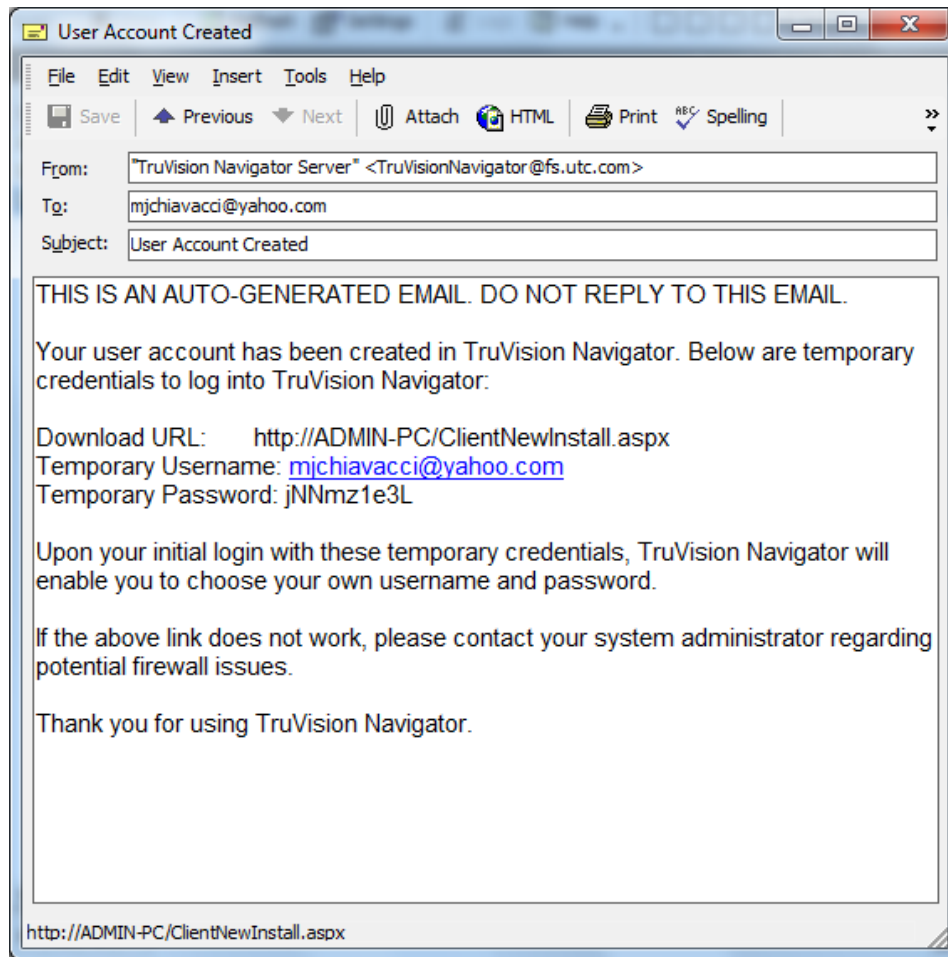 User Account Created
File Edit View Insert Tools Help
Save Previous Next Attach HTML Print ABC Spelling »
From: "TruVision Navigator Server" <TruVisionNavigator@fs.utc.com>
To: mjchiavacci@yahoo.com
Subject: User Account Created
THIS IS AN AUTO-GENERATED EMAIL. DO NOT REPLY TO THIS EMAIL.
Your user account has been created in TruVision Navigator. Below are temporary
credentials to log into TruVision Navigator:
Download URL: http://ADMIN-PC/ClientNewInstall.aspx
Temporary Username: mjchiavacci@yahoo.com
Temporary Password: jNNmz1e3L
Upon your initial login with these temporary credentials, TruVision Navigator will
enable you to choose your own username and password.
If the above link does not work, please contact your system administrator regarding
potential firewall issues.
Thank you for using TruVision Navigator.
http://ADMIN-PC/ClientNewInstall.aspx